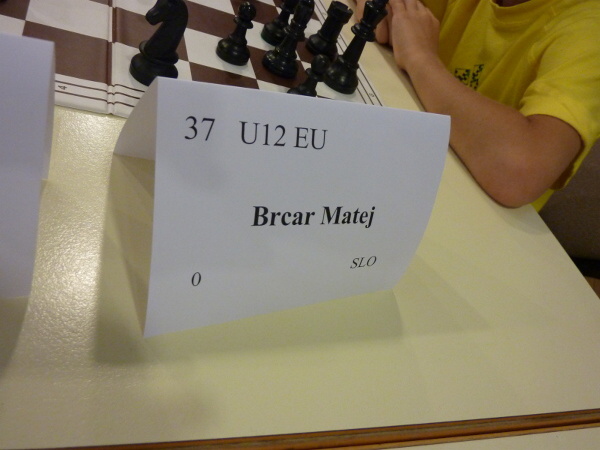 37 U12 EU
Brcar Matej
0 SLO